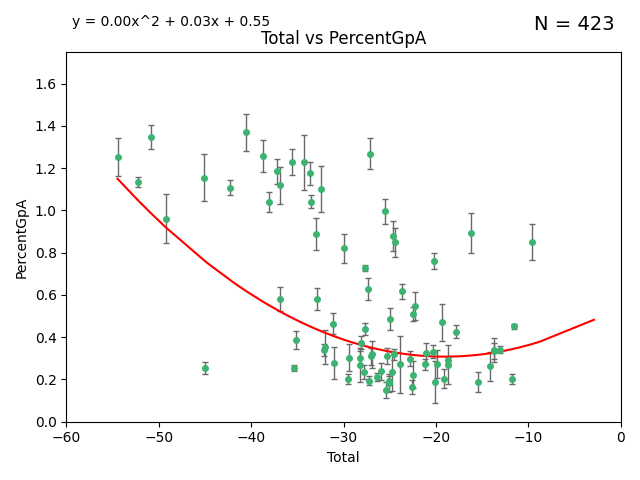 y = 0.00x^2 + 0.03x + 0.55
N = 423
Total vs PercentGpA
PercentGpA
1.6
1.4
1.2
1.0
0.8
0.6
0.4
0.2
0.0
−60 −50 −40 −30 −20 −10 0
Total